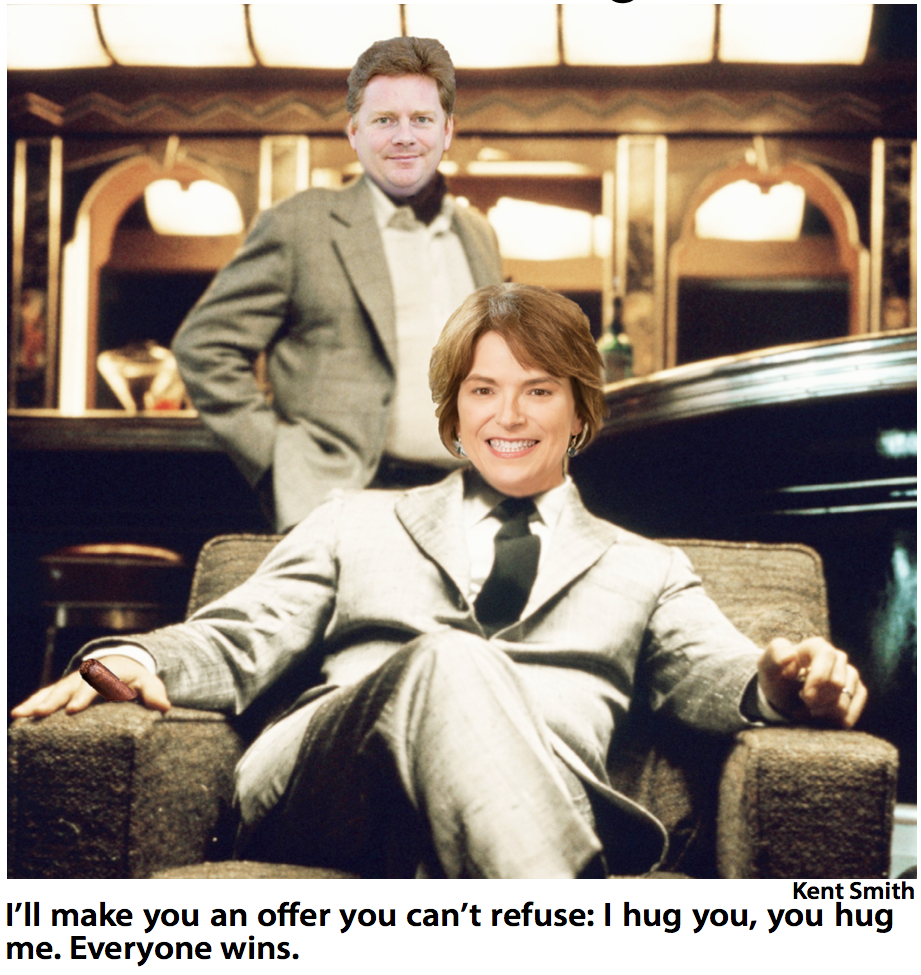 Kent Smith
I’ll make you an offer you can’t refuse: I hug you, you hug
me. Everyone wins.